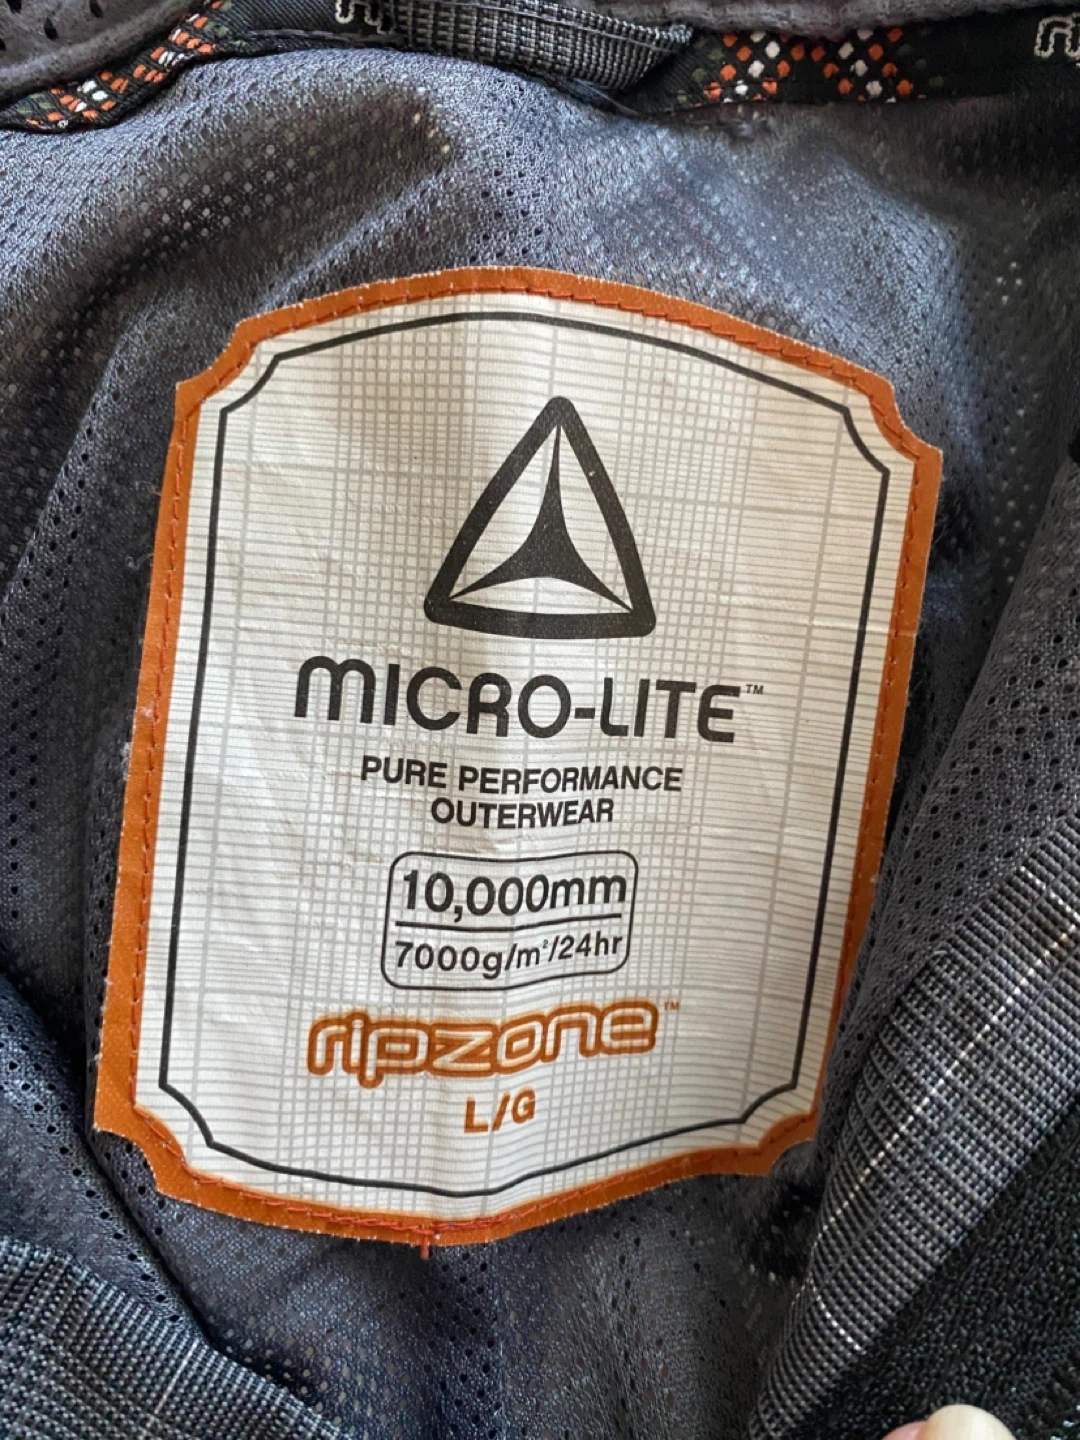 MICRO-LITE™
PURE PERFORMANCE
OUTERWEAR
10,000mm
7000g/m²/24hr
ripzone™
L/G